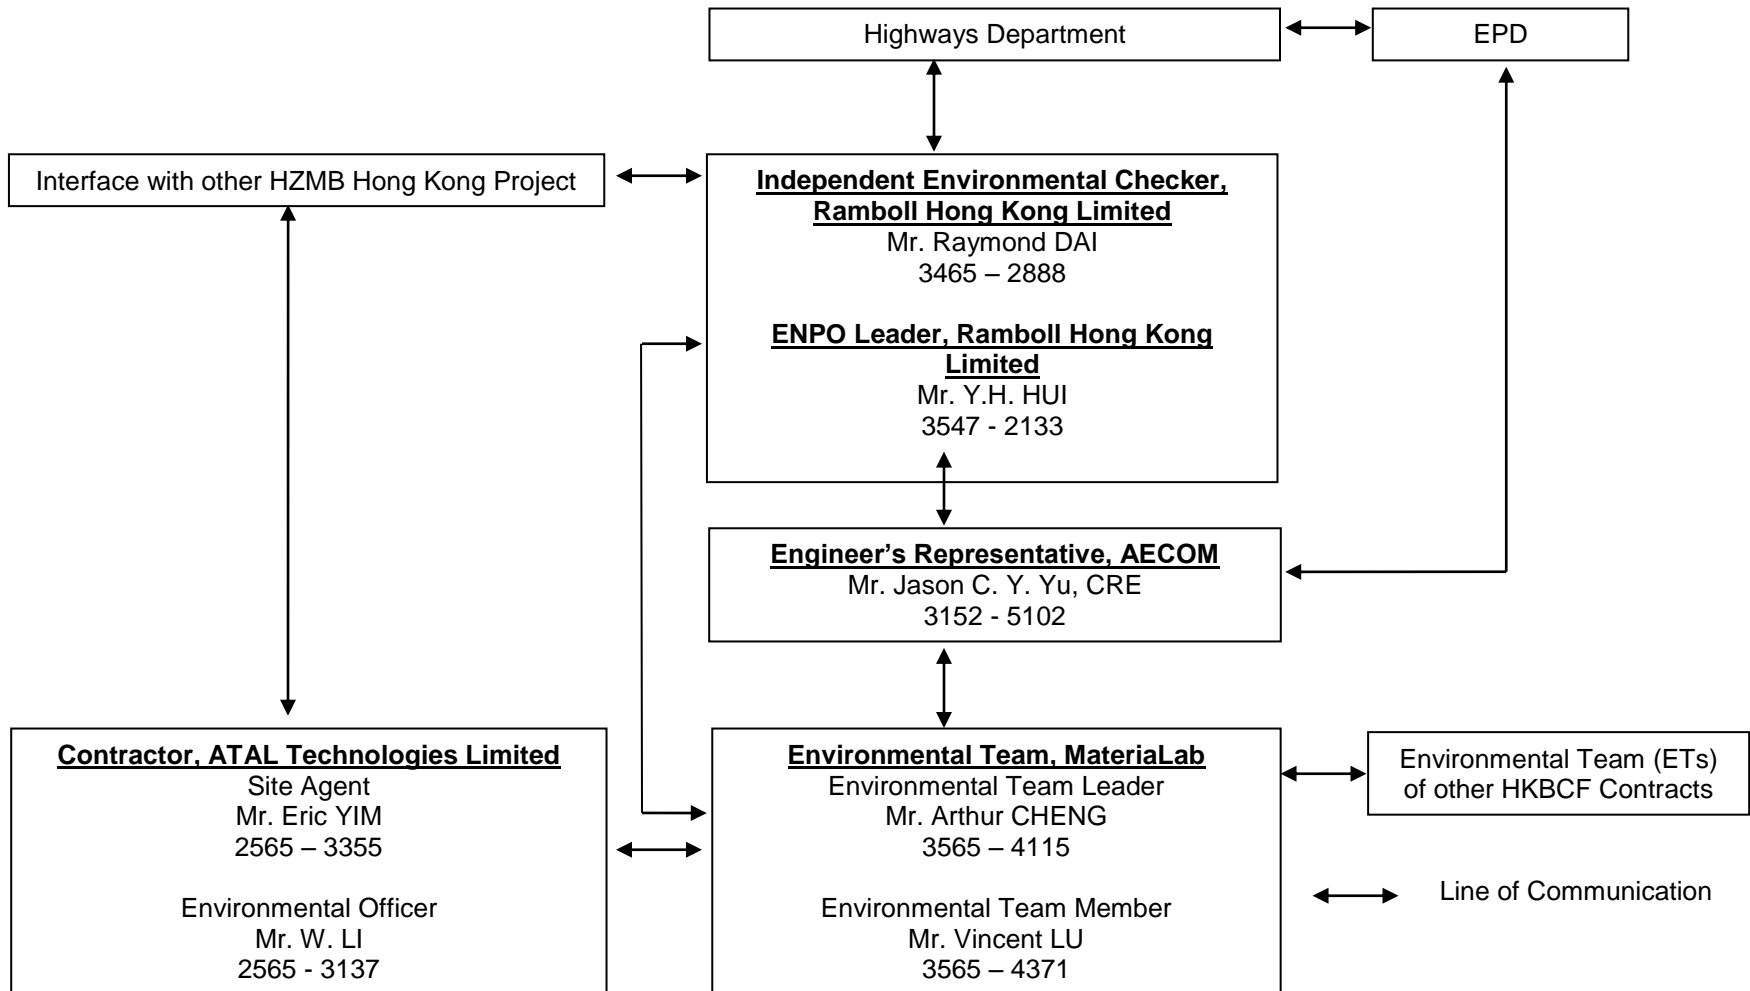 Highways Department
EPD
Interface with other HZMB Hong Kong Project
Independent Environmental Checker,
Ramboll Hong Kong Limited
Mr. Raymond DAI
3465 – 2888
ENPO Leader, Ramboll Hong Kong
Limited
Mr. Y.H. HUI
3547 - 2133
Engineer’s Representative, AECOM
Mr. Jason C. Y. Yu, CRE
3152 - 5102
Contractor, ATAL Technologies Limited
Site Agent
Mr. Eric YIM
2565 – 3355
Environmental Officer
Mr. W. LI
2565 - 3137
Environmental Team, MateriaLab
Environmental Team Leader
Mr. Arthur CHENG
3565 – 4115
Environmental Team Member
Mr. Vincent LU
3565 – 4371
Environmental Team (ETs)
of other HKBCF Contracts
Line of Communication